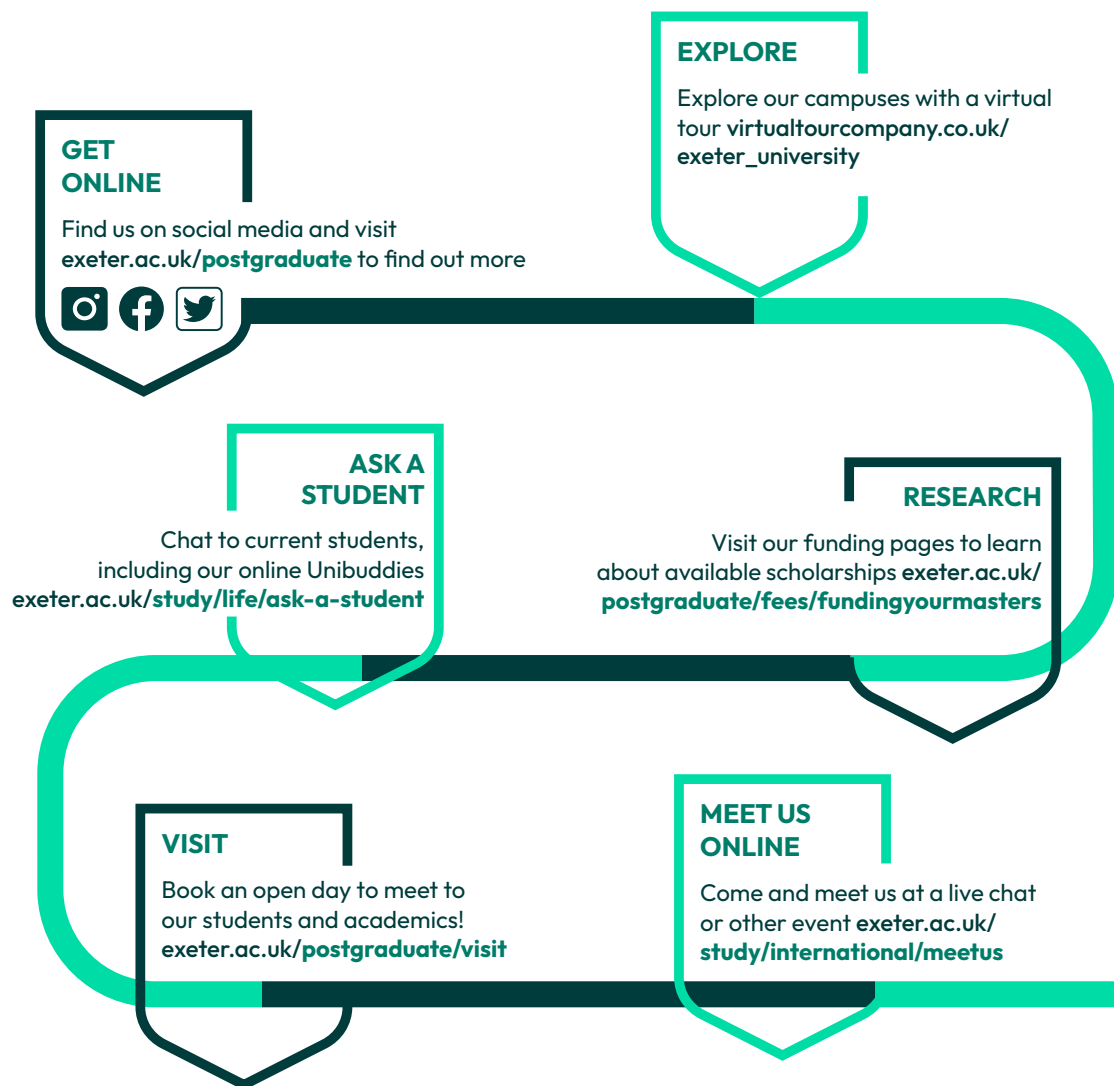 GET
ONLINE
Find us on social media and visit
exeter.ac.uk/postgraduate to find out more
EXPLORE
Explore our campuses with a virtual
tour virtualtourcompany.co.uk/
exeter_university
RESEARCH
Visit our funding pages to learn
about available scholarships exeter.ac.uk/
postgraduate/fees/fundingyourmasters
ASK A
STUDENT
Chat to current students,
including our online Unibuddies
exeter.ac.uk/study/life/ask-a-student
VISIT
Book an open day to meet to
our students and academics!
exeter.ac.uk/postgraduate/visit
MEET US
ONLINE
Come and meet us at a live chat
or other event exeter.ac.uk/
study/international/meetus